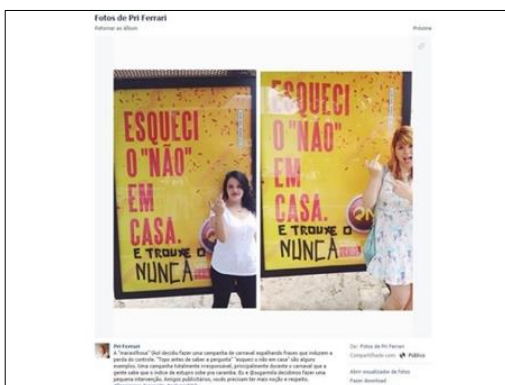 Fotos de Pri Ferrari
Retornar ao álbum
Próxima
ESQUECI
O "NÃO"
EM
CASA.
E TROUXE O
NUNCA
ESQUECI
O "NÃO"
EM
CASA.
E TROUXE O
NUNCA
Pri Ferrari
A "maravilhosa" Skol decidiu fazer uma campanha de carnaval espalhando frases que induzem a
perda do controle. "Topo antes de saber a pergunta" "esqueci o não em casa" são alguns
exemplos. Uma campanha totalmente irresponsável, principalmente durante o carnaval que a
gente sabe que o índice de estupro sobe pra caramba. Eu e @ougermila decidimos fazer uma
pequena intervenção. Amigos publicitários, vocês precisam ter mais noção e respeito.
De: Fotos de Pri Ferrari
Compartilhado com: Público
Abrir visualizador de fotos
Fazer download